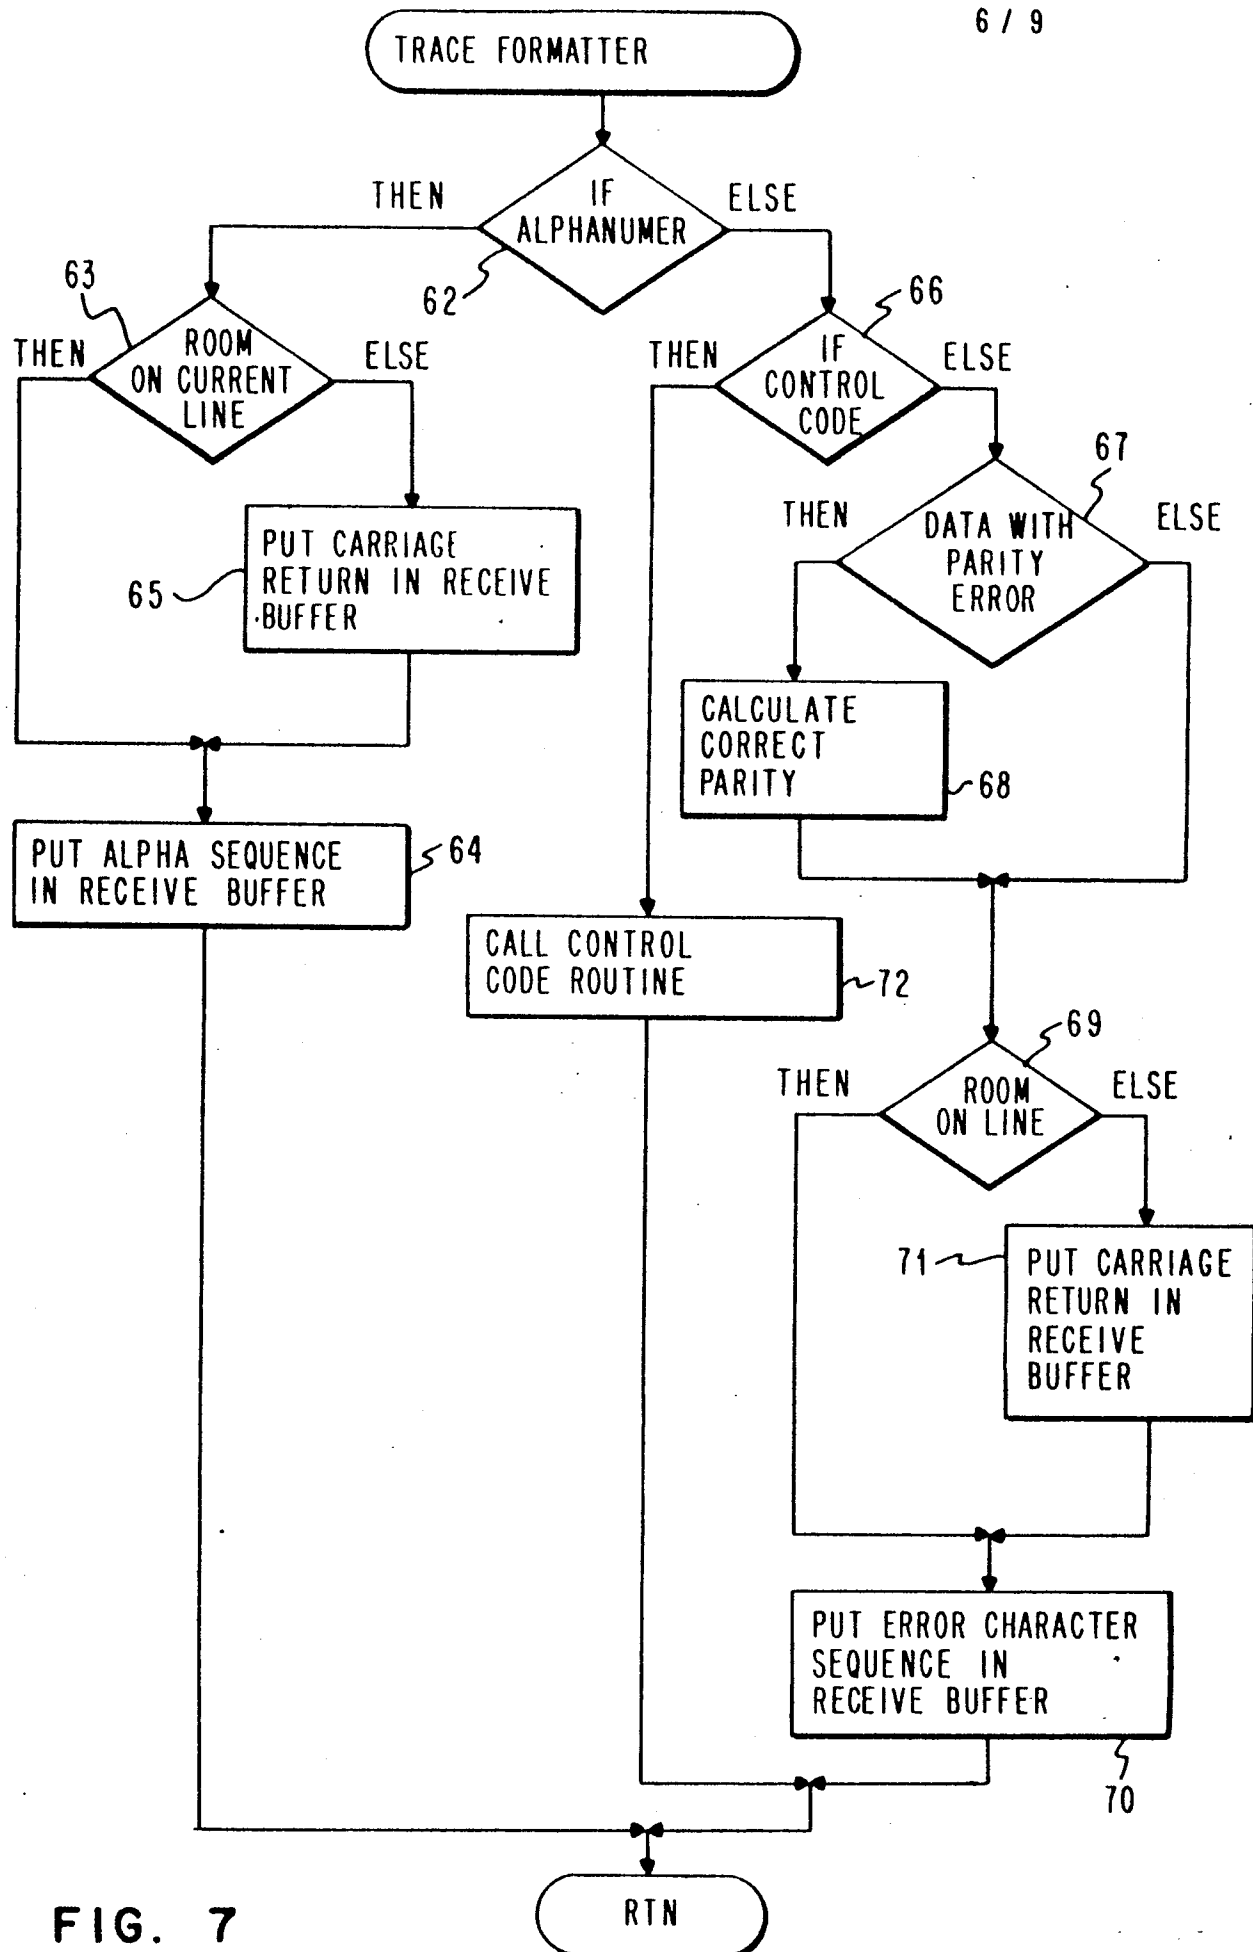 6 / 9
TRACE FORMATTER
THEN
IF
ALPHANUMER
ELSE
62
63
THEN
ROOM
ON CURRENT
LINE
ELSE
66
THEN
IF
CONTROL
CODE
ELSE
67
THEN
DATA WITH
PARITY
ERROR
ELSE
65
PUT CARRIAGE
RETURN IN RECEIVE
BUFFER
CALCULATE
CORRECT
PARITY
68
PUT ALPHA SEQUENCE
IN RECEIVE BUFFER
64
CALL CONTROL
CODE ROUTINE
72
69
THEN
ROOM
ON LINE
ELSE
71
PUT CARRIAGE
RETURN IN
RECEIVE
BUFFER
PUT ERROR CHARACTER
SEQUENCE IN
RECEIVE BUFFER
70
RTN
FIG. 7